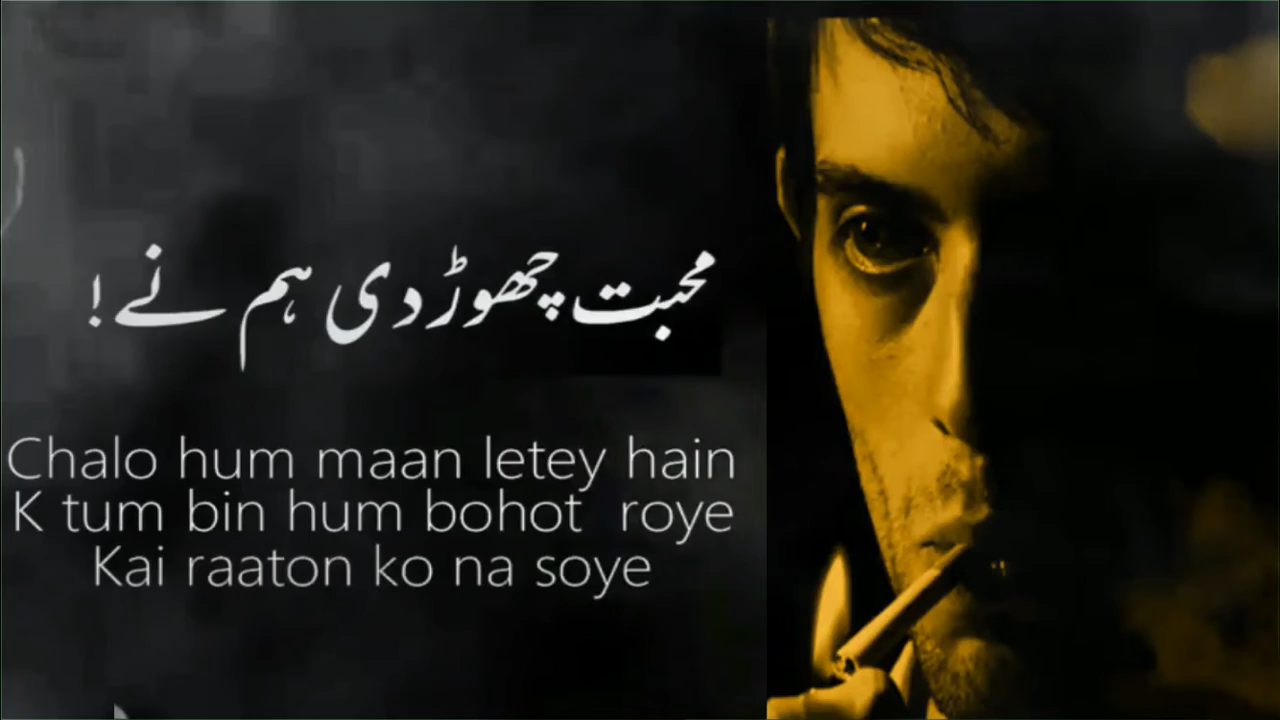 محبت چھوڑ دی ہم نے !
Chalo hum maan letey hain
K tum bin hum bohot roye
Kai raaton ko na soye